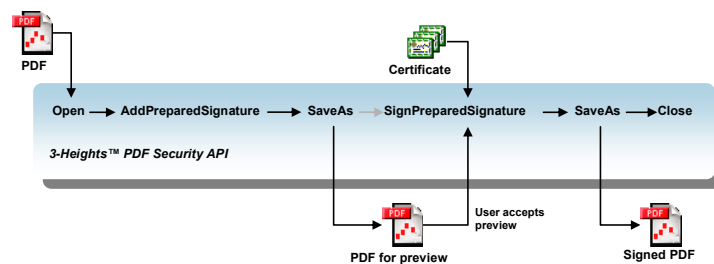 PDF
PDF
Certificate
Open AddPreparedSignature SaveAs SignPreparedSignature SaveAs Close
3-Heights™ PDF Security API
PDF
User accepts
preview
PDF
PDF for preview
Signed PDF